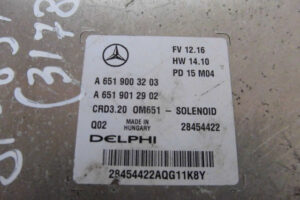 (3178
FV 12.16
HW 14.10
PD 15 M04
A 651 900 32 03
A 651 901 29 02
CRD3.20 OM651 - SOLENOID
Q02
MADE IN
HUNGARY
28454422
DELPHI
28454422AQG11K8Y